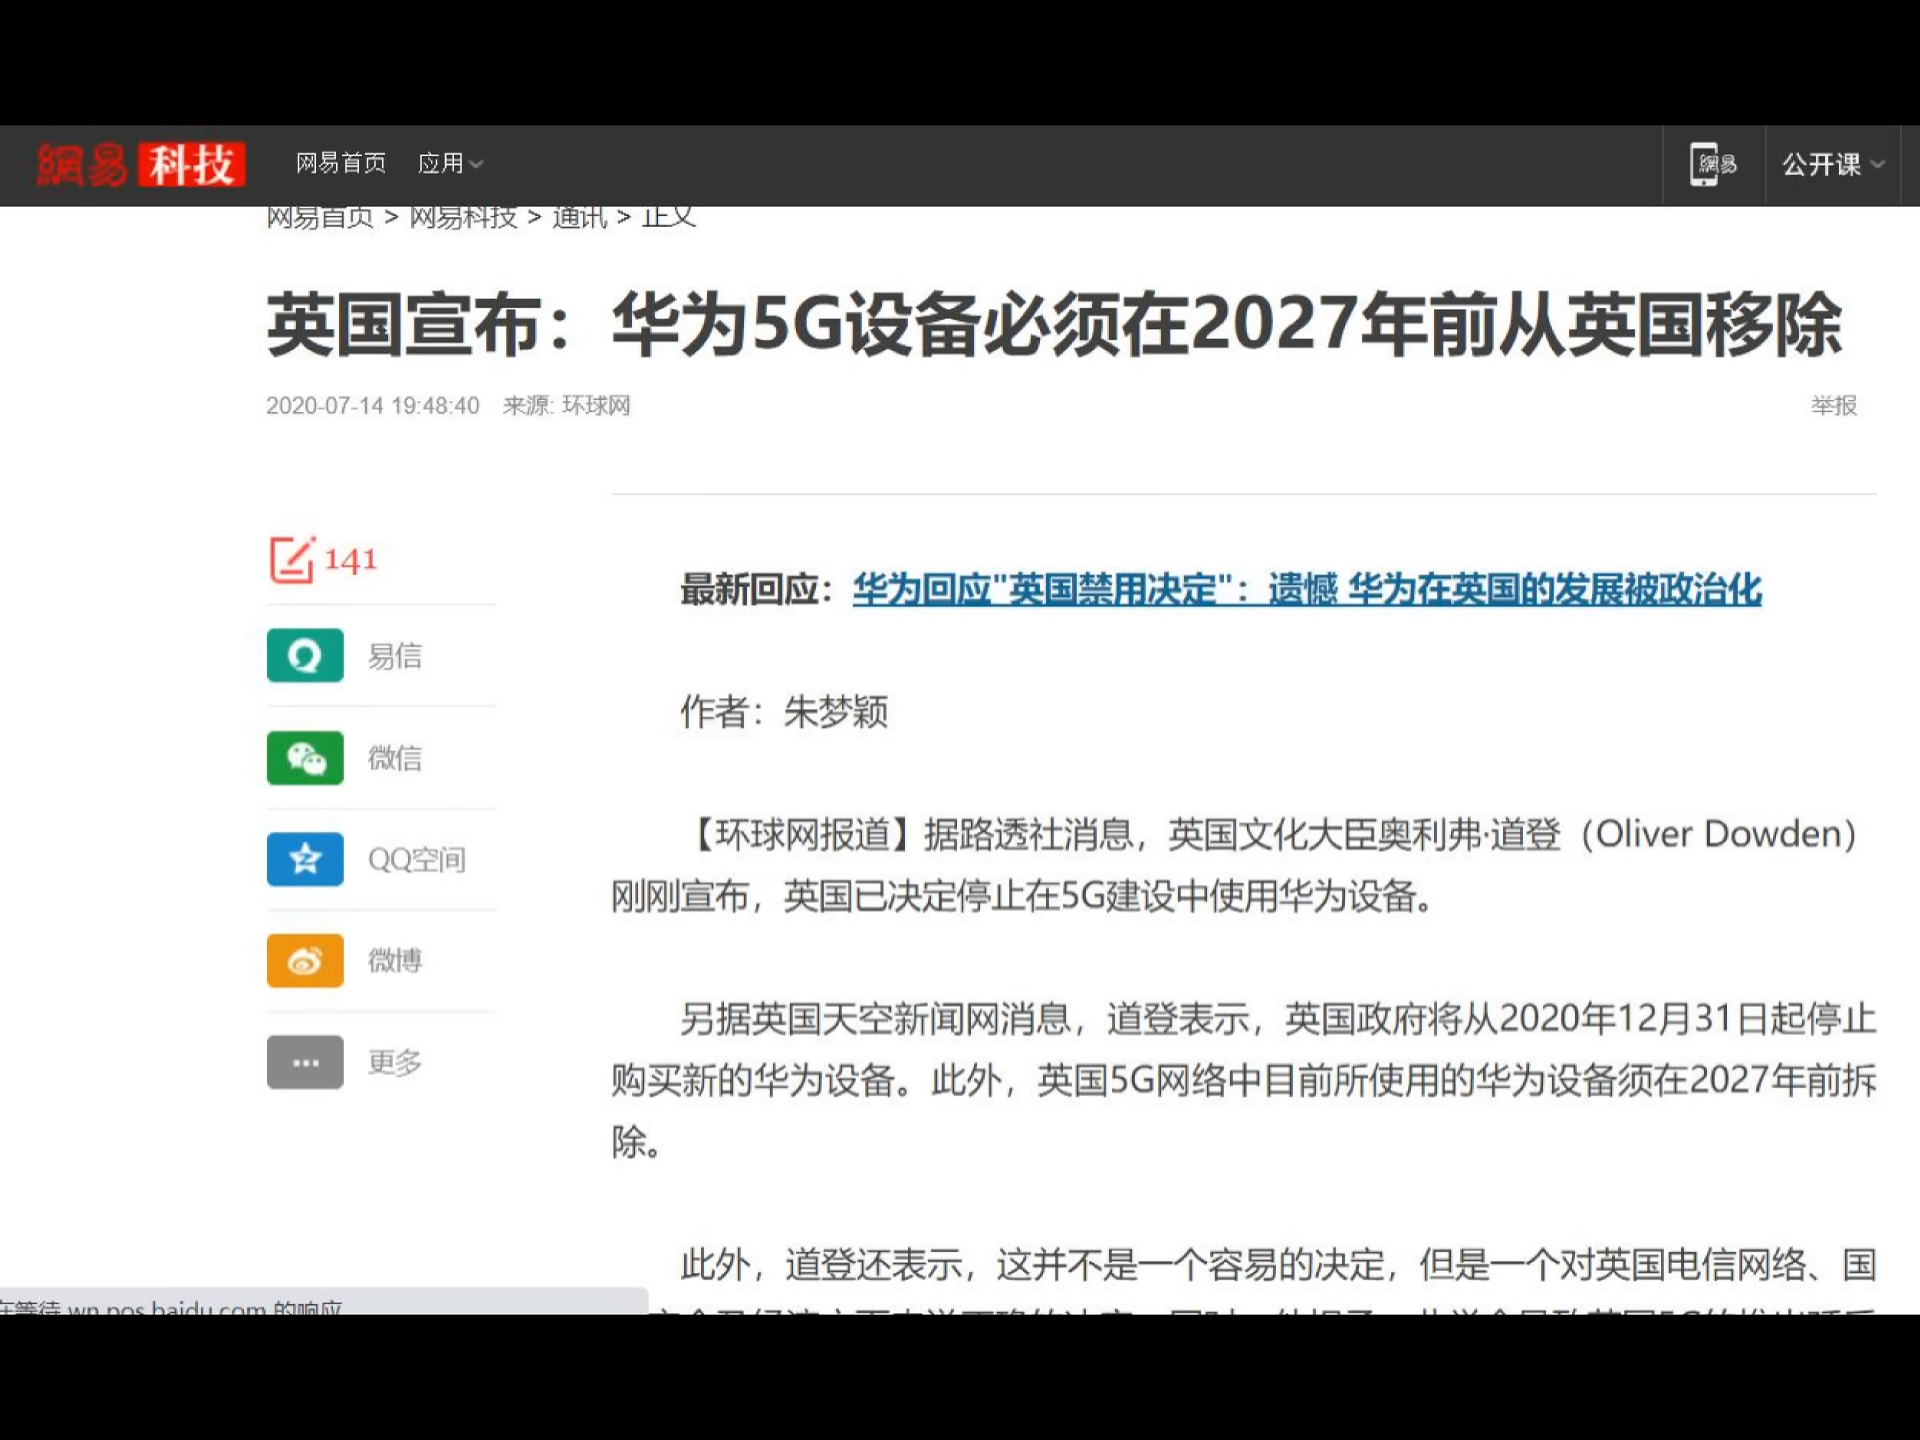 網易 科技 网易首页 应用 網易 公开课
网易首页 > 网易科技 > 通讯 > 正文
英国宣布：华为5G设备必须在2027年前从英国移除
2020-07-14 19:48:40 来源: 环球网 举报
141
最新回应：华为回应"英国禁用决定"：遗憾 华为在英国的发展被政治化
易信
作者：朱梦颖
微信
【环球网报道】据路透社消息，英国文化大臣奥利弗·道登（Oliver Dowden）
QQ空间
刚刚宣布，英国已决定停止在5G建设中使用华为设备。
微博
另据英国天空新闻网消息，道登表示，英国政府将从2020年12月31日起停止
更多
购买新的华为设备。此外，英国5G网络中目前所使用的华为设备须在2027年前拆
除。
此外，道登还表示，这并不是一个容易的决定，但是一个对英国电信网络、国
在等待 wn.pos.baidu.com 的响应